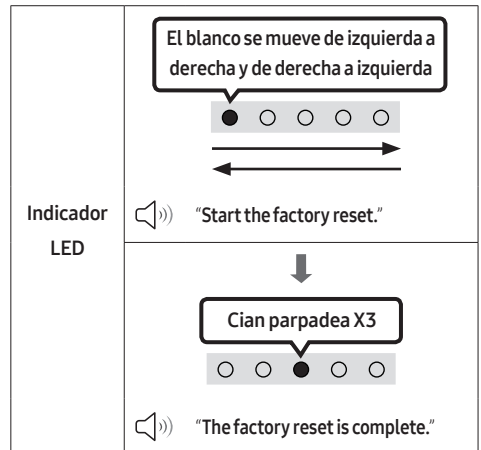 El blanco se mueve de izquierda a
derecha y de derecha a izquierda
Indicador
LED
“Start the factory reset.”
Cian parpadea X3
“The factory reset is complete.”